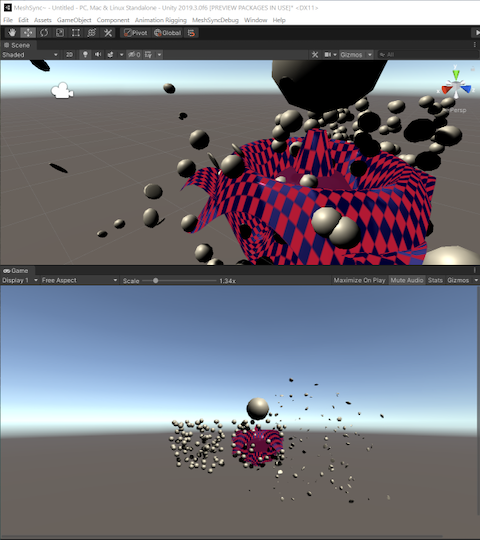 MeshSync~ - Untitled - PC, Mac & Linux Standalone - Unity 2019.3.0f6 [PREVIEW PACKAGES IN USE]* <DX11>
File Edit Assets GameObject Component Animation Rigging MeshSyncDebug Window Help
Pivot Global
Scene
Shaded 2D 0 Gizmos All
Persp
Game
Display 1 Free Aspect Scale 1.34x Maximize On Play Mute Audio Stats Gizmos